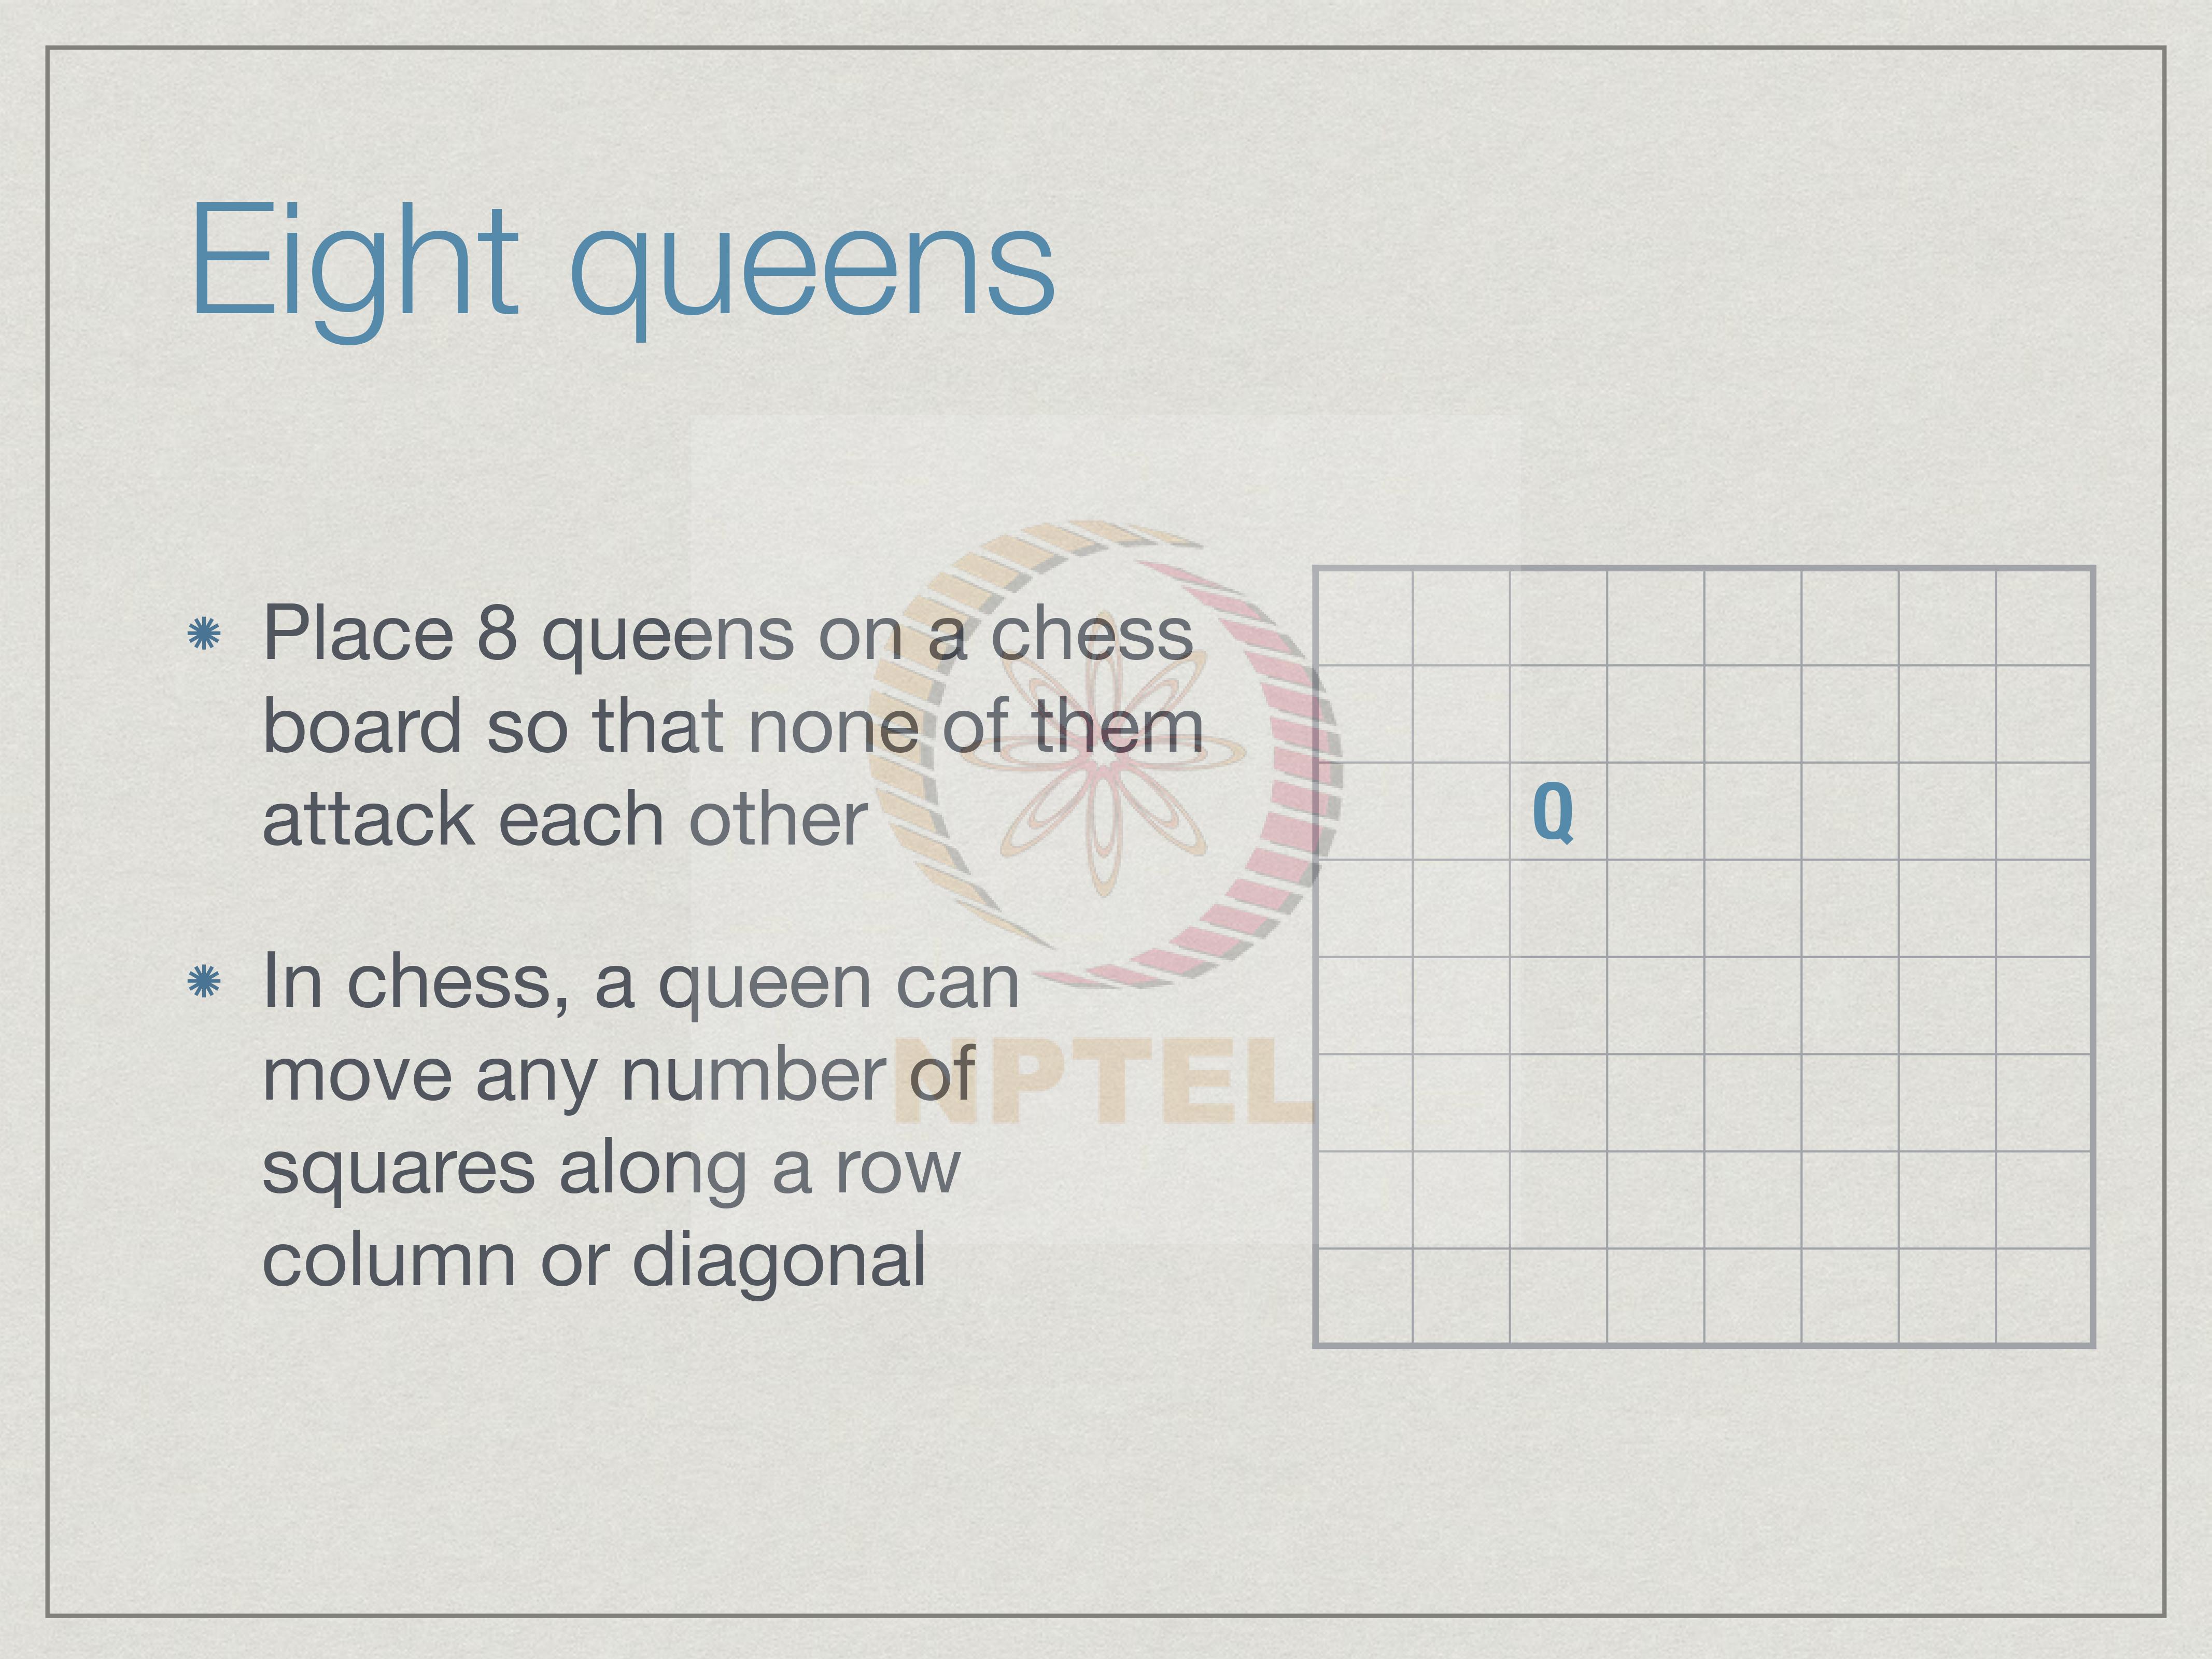 Eight queens
Place 8 queens on a chess
board so that none of them
attack each other
Q
In chess, a queen can
move any number of
squares along a row
column or diagonal
NPTEL